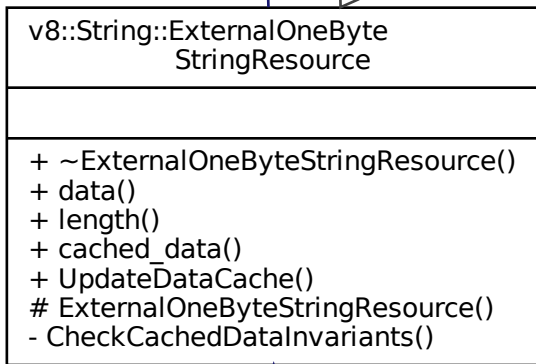 v8::String::ExternalOneByte
StringResource
+ ~ExternalOneByteStringResource()
+ data()
+ length()
+ cached_data()
+ UpdateDataCache()
# ExternalOneByteStringResource()
- CheckCachedDataInvariants()